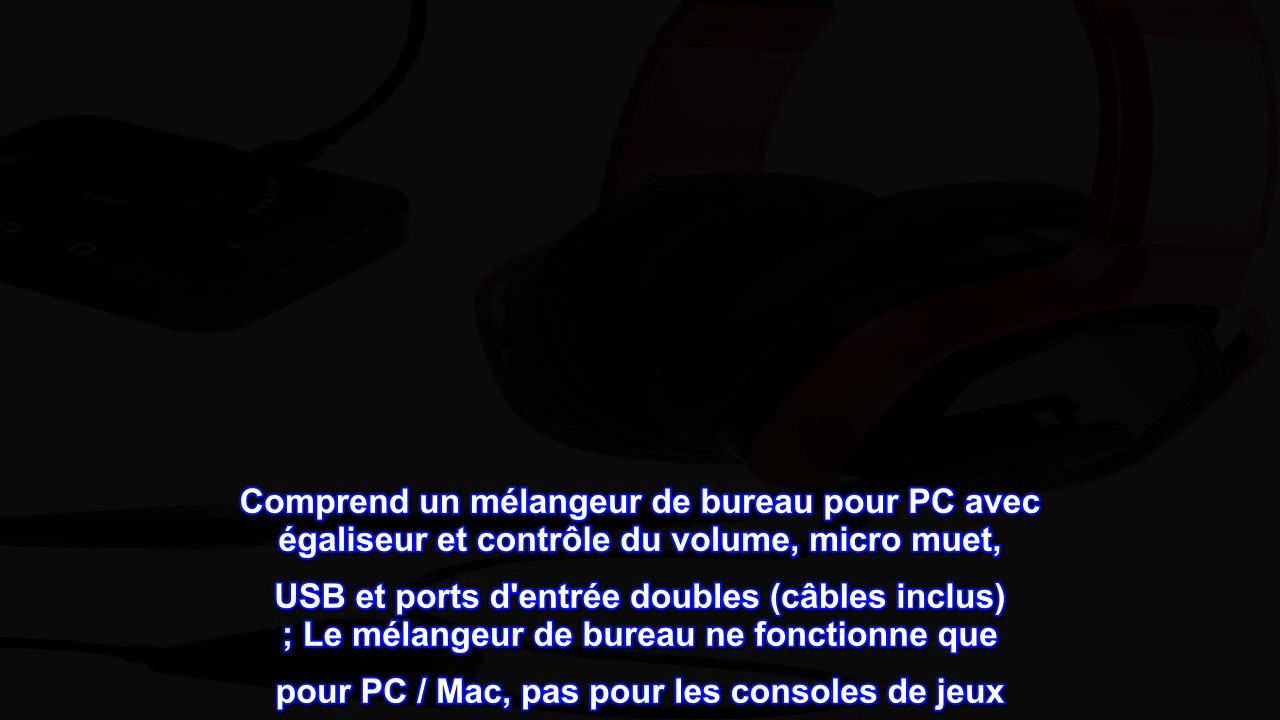 Comprend un mélangeur de bureau pour PC avec
égaliseur et contrôle du volume, micro muet,
USB et ports d'entrée doubles (câbles inclus)
; Le mélangeur de bureau ne fonctionne que
pour PC / Mac, pas pour les consoles de jeux